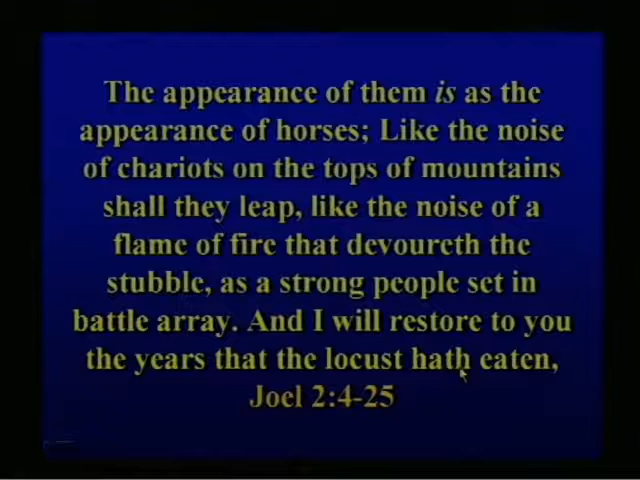 The appearance of them is as the
appearance of horses; Like the noise
of chariots on the tops of mountains
shall they leap, like the noise of a
flame of fire that devoureth the
stubble, as a strong people set in
battle array. And I will restore to you
the years that the locust hath eaten,
Joel 2:4-25